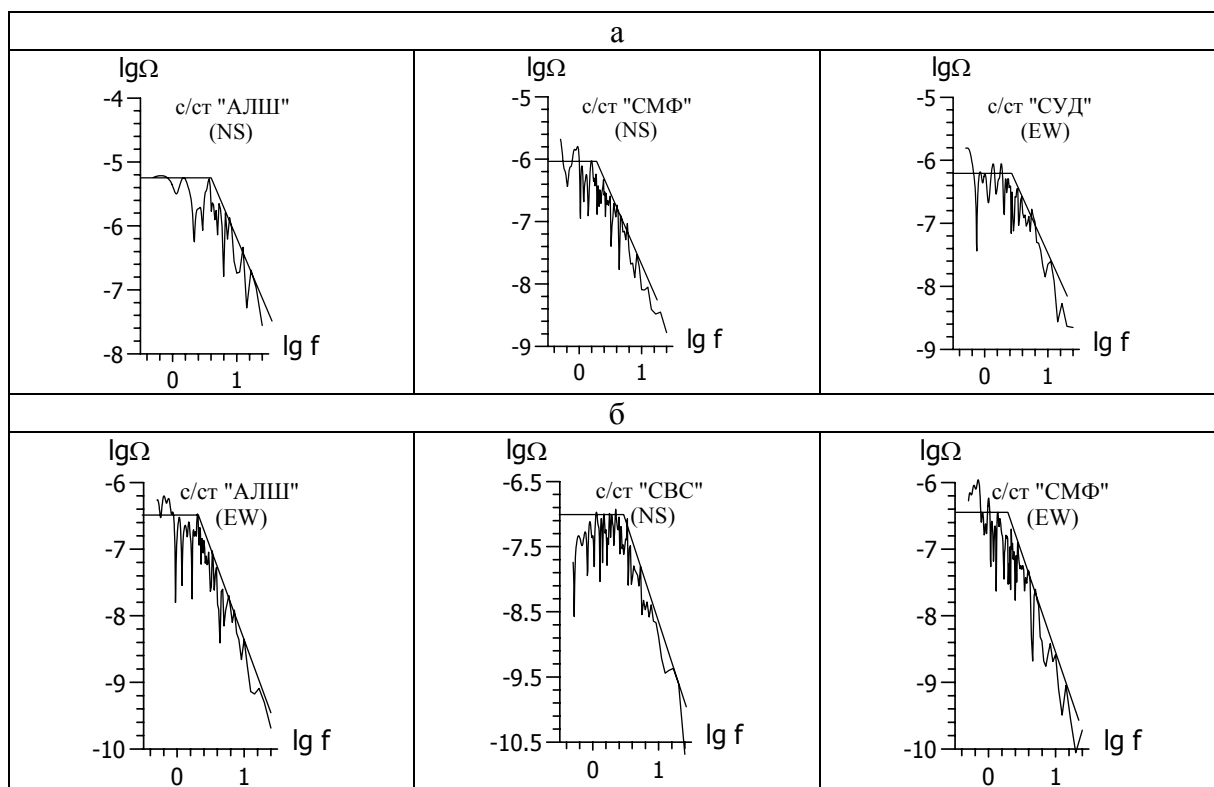 а
lgΩ
с/ст "АЛШ"
(NS)
-4
-5
-6
-7
-8
lg f
0 1
lgΩ
с/ст "СМФ"
(NS)
-5
-6
-7
-8
-9
lg f
0 1
lgΩ
с/ст "СУД"
(EW)
-5
-6
-7
-8
-9
lg f
0 1
б
lgΩ
с/ст "АЛШ"
(EW)
-6
-7
-8
-9
-10
lg f
0 1
lgΩ
с/ст "СВС"
(NS)
-6.5
-7.5
-8.5
-9.5
-10.5
lg f
0 1
lgΩ
с/ст "СМФ"
(EW)
-6
-7
-8
-9
-10
lg f
0 1